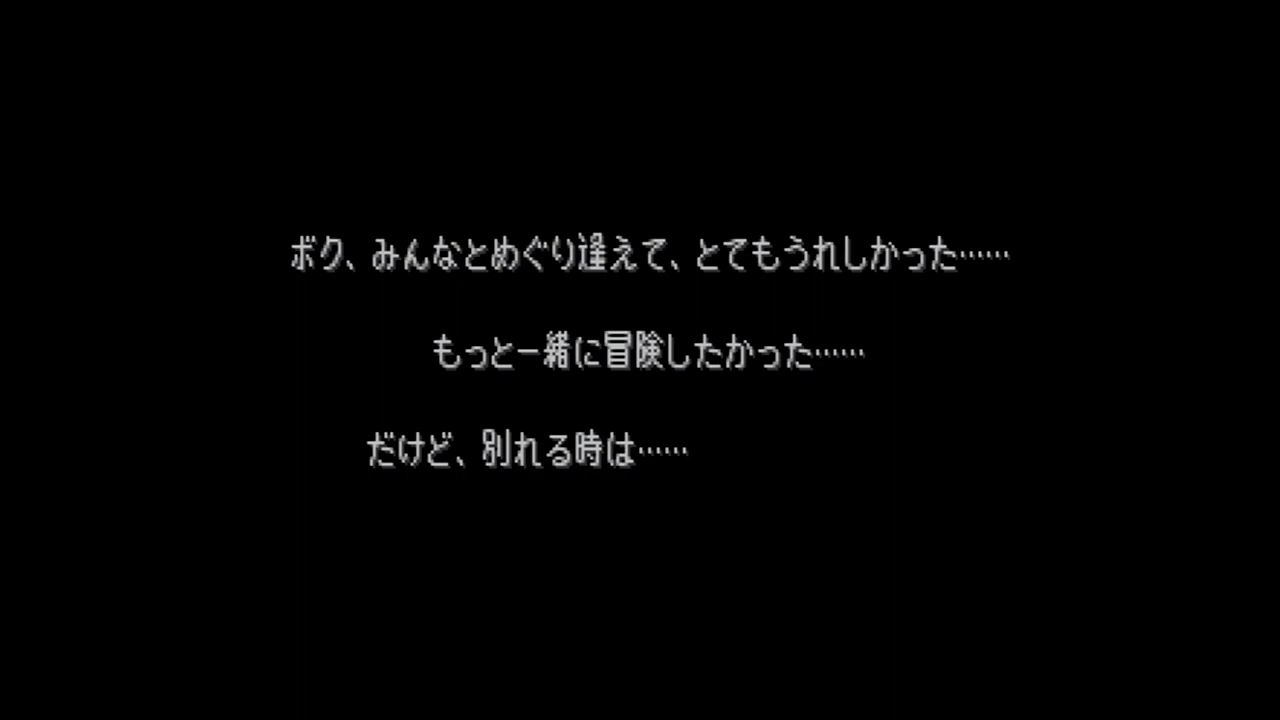 ボク、みんなとめぐり逢えて、とてもうれしかった……
もっと一緒に冒険したかった……
だけど、別れる時は……